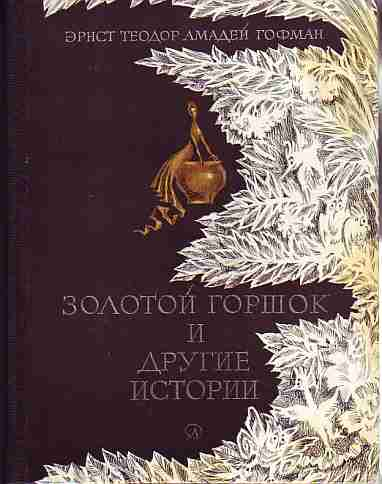 ЭРНСТ ТЕОДОР АМАДЕЙ ГОФМАН
ЗОЛОТОЙ ГОРШОК
И
ДРУГИЕ
ИСТОРИИ